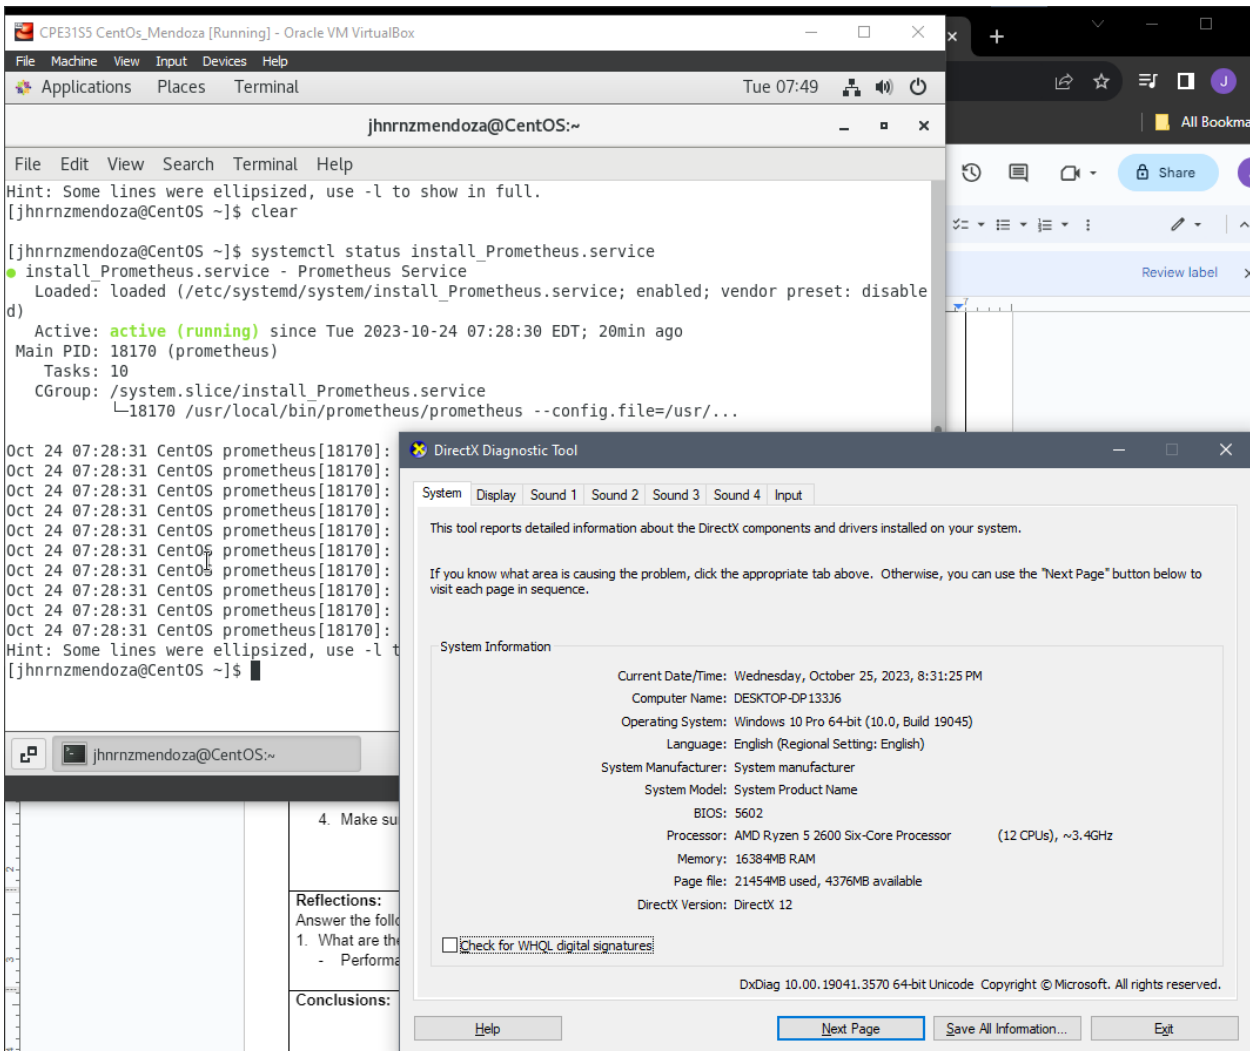 CPE31S5 CentOs_Mendoza [Running] - Oracle VM VirtualBox
File Machine View Input Devices Help
Applications Places Terminal Tue 07:49
J
All Bookma
jhnrnzmendoza@CentOS:~
File Edit View Search Terminal Help
Share
Review label
Hint: Some lines were ellipsized, use -l to show in full.
[jhnrnzmendoza@CentOS ~]$ clear
[jhnrnzmendoza@CentOS ~]$ systemctl status install_Prometheus.service
● install_Prometheus.service - Prometheus Service
Loaded: loaded (/etc/systemd/system/install_Prometheus.service; enabled; vendor preset: disable
d)
Active: active (running) since Tue 2023-10-24 07:28:30 EDT; 20min ago
Main PID: 18170 (prometheus)
Tasks: 10
CGroup: /system.slice/install_Prometheus.service
└─18170 /usr/local/bin/prometheus/prometheus --config.file=/usr/...
Oct 24 07:28:31 CentOS prometheus[18170]:
Oct 24 07:28:31 CentOS prometheus[18170]:
Oct 24 07:28:31 CentOS prometheus[18170]:
Oct 24 07:28:31 CentOS prometheus[18170]:
Oct 24 07:28:31 CentOS prometheus[18170]:
Oct 24 07:28:31 CentOS prometheus[18170]:
Oct 24 07:28:31 CentOS prometheus[18170]:
Oct 24 07:28:31 CentOS prometheus[18170]:
Oct 24 07:28:31 CentOS prometheus[18170]:
Oct 24 07:28:31 CentOS prometheus[18170]:
Hint: Some lines were ellipsized, use -l t
[jhnrnzmendoza@CentOS ~]$
jhnrnzmendoza@CentOS:~
4. Make su
Reflections:
Answer the follo
1. What are the
- Performa
Conclusions:
DirectX Diagnostic Tool
System Display Sound 1 Sound 2 Sound 3 Sound 4 Input
This tool reports detailed information about the DirectX components and drivers installed on your system.
If you know what area is causing the problem, click the appropriate tab above. Otherwise, you can use the "Next Page" button below to
visit each page in sequence.
System Information
Current Date/Time: Wednesday, October 25, 2023, 8:31:25 PM
Computer Name: DESKTOP-DP133J6
Operating System: Windows 10 Pro 64-bit (10.0, Build 19045)
Language: English (Regional Setting: English)
System Manufacturer: System manufacturer
System Model: System Product Name
BIOS: 5602
Processor: AMD Ryzen 5 2600 Six-Core Processor (12 CPUs), ~3.4GHz
Memory: 16384MB RAM
Page file: 21454MB used, 4376MB available
DirectX Version: DirectX 12
Check for WHQL digital signatures
DxDiag 10.00.19041.3570 64-bit Unicode Copyright © Microsoft. All rights reserved.
Help Next Page Save All Information... Exit